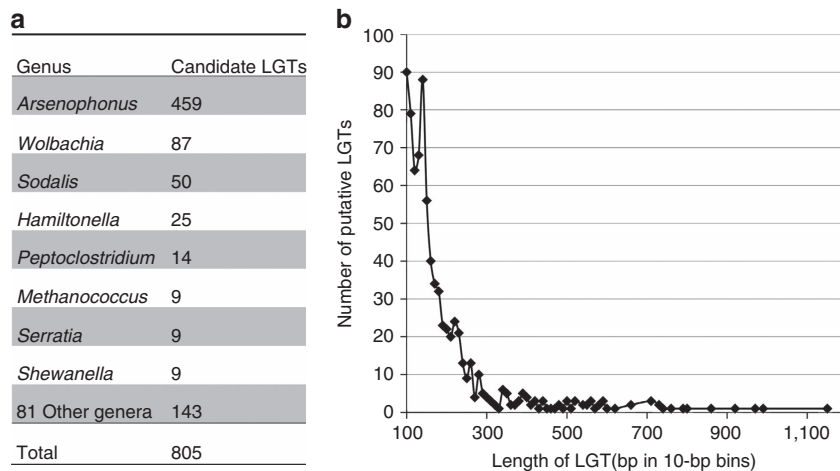 a
Genus Candidate LGTs
Arsenophonus 459
Wolbachia 87
Sodalis 50
Hamiltonella 25
Peptoclostridium 14
Methanococcus 9
Serratia 9
Shewanella 9
81 Other genera 143
Total 805
b
Number of putative LGTs
100
90
80
70
60
50
40
30
20
10
0
100 300 500 700 900 1,100
Length of LGT(bp in 10-bp bins)